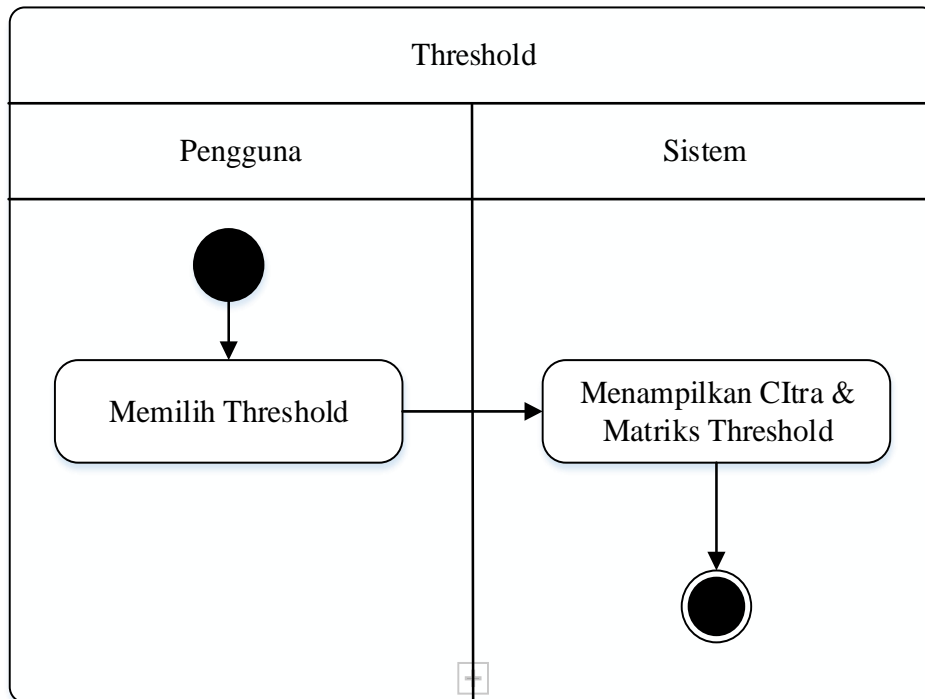 Threshold
Pengguna
Sistem
Memilih Threshold
Menampilkan CItra &
Matriks Threshold